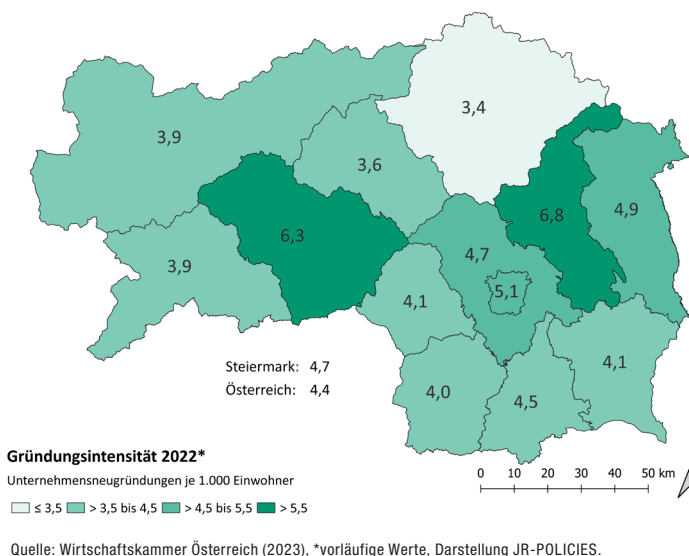 3,4
3,9
3,6
6,8
4,9
6,3
4,7
3,9
5,1
4,1
4,1
Steiermark: 4,7
Österreich: 4,4
4,0
4,5
Gründungsintensität 2022*
Unternehmensneugründungen je 1.000 Einwohner
0 10 20 30 40 50 km
≤ 3,5 > 3,5 bis 4,5 > 4,5 bis 5,5 > 5,5
Quelle: Wirtschaftskammer Österreich (2023), *vorläufige Werte, Darstellung JR-POLICIES.